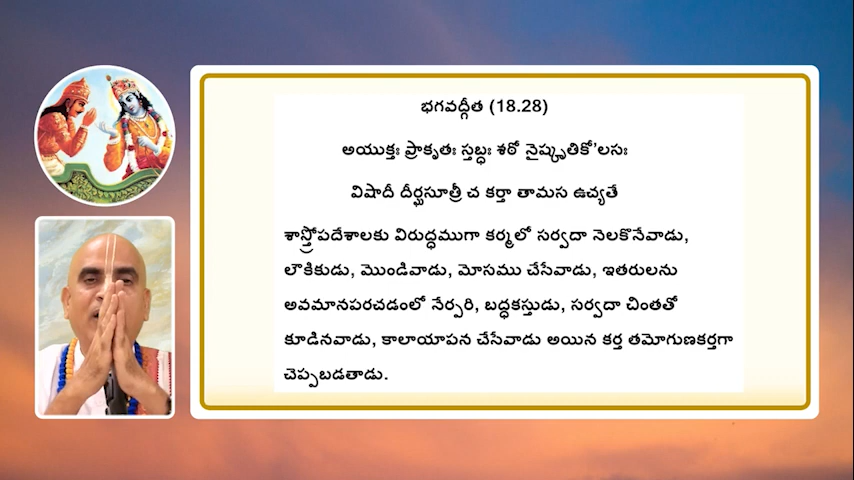 భగవద్గీత (18.28)
అయుక్తః ప్రాకృతః స్తబ్ధః శఠో నైష్కృతికో’లసః
విషాదీ దీర్ఘసూత్రీ చ కర్తా తామస ఉచ్యతే
శాస్త్రోపదేశాలకు విరుద్ధముగా కర్మలో సర్వదా నెలకొనేవాడు,
లౌకికుడు, మొండివాడు, మోసము చేసేవాడు, ఇతరులను
అవమానపరచడంలో నేర్పరి, బద్ధకస్తుడు, సర్వదా చింతతో
కూడినవాడు, కాలాయాపన చేసేవాడు అయిన కర్త తమోగుణకర్తగా
చెప్పబడతాడు.